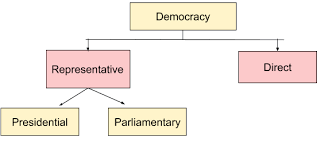 Democracy
Representative
Direct
Presidential
Parliamentary